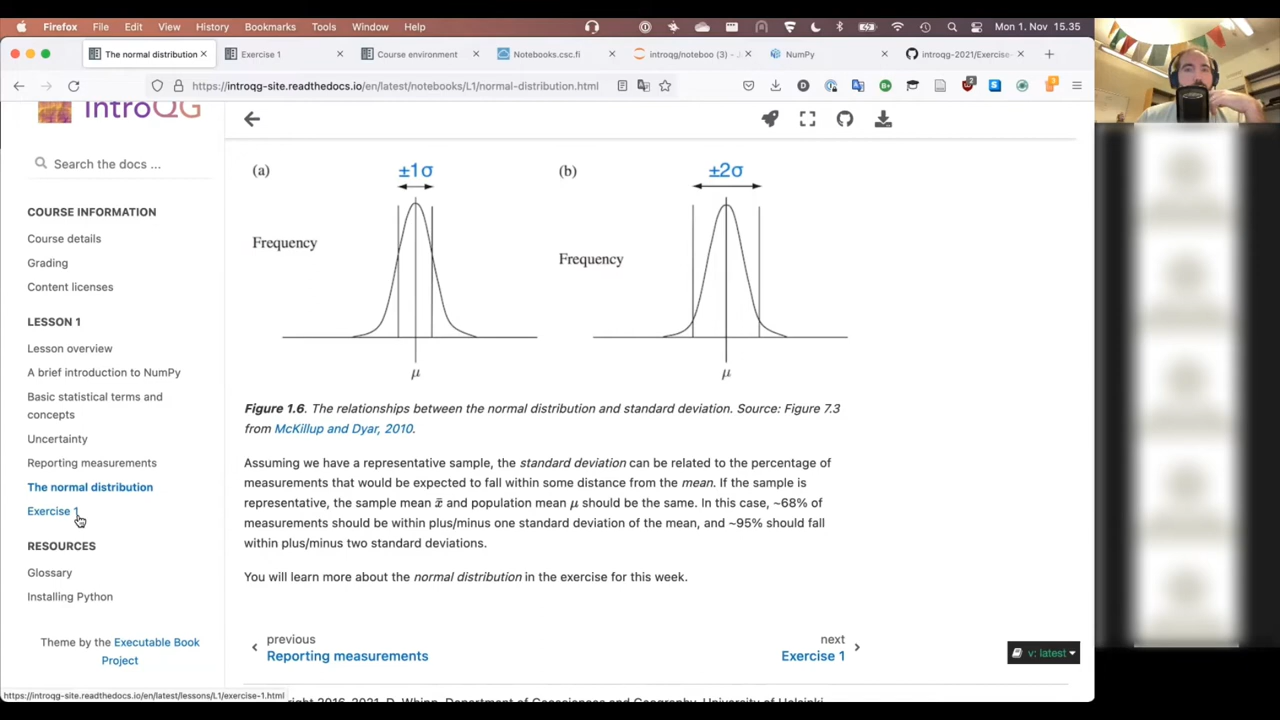 Firefox File Edit View History Bookmarks Tools Window Help Mon 1. Nov 15.35
The normal distribution Exercise 1 Course environment Notebooks.csc.fi introqg/noteboo (3) - J NumPy introqg-2021/Exercise-
https://introqg-site.readthedocs.io/en/latest/notebooks/L1/normal-distribution.html
IntroQG
Search the docs ...
COURSE INFORMATION
Course details
Grading
Content licenses
LESSON 1
Lesson overview
A brief introduction to NumPy
Basic statistical terms and
concepts
Uncertainty
Reporting measurements
The normal distribution
Exercise 1
RESOURCES
Glossary
Installing Python
Theme by the Executable Book
Project
(a) ±1σ (b) ±2σ
Frequency Frequency
μ μ
Figure 1.6. The relationships between the normal distribution and standard deviation. Source: Figure 7.3
from McKillup and Dyar, 2010.
Assuming we have a representative sample, the standard deviation can be related to the percentage of
measurements that would be expected to fall within some distance from the mean. If the sample is
representative, the sample mean x̄ and population mean μ should be the same. In this case, ~68% of
measurements should be within plus/minus one standard deviation of the mean, and ~95% should fall
within plus/minus two standard deviations.
You will learn more about the normal distribution in the exercise for this week.
previous next
Reporting measurements Exercise 1
v: latest
https://introqg-site.readthedocs.io/en/latest/lessons/L1/exercise-1.html